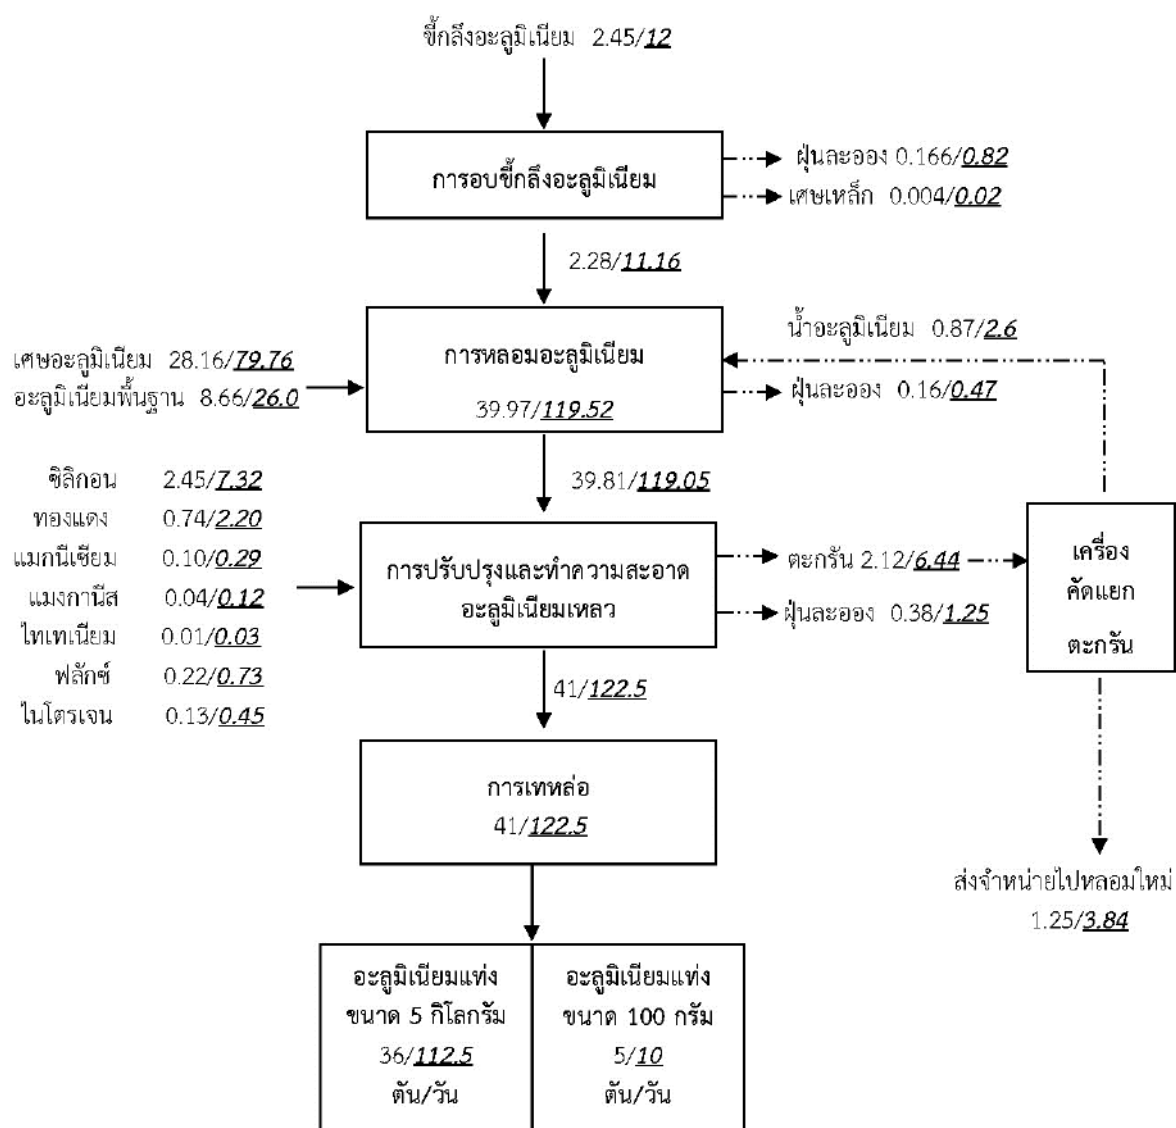 ขี้กลึงอะลูมิเนียม 2.45/12
การอบขี้กลึงอะลูมิเนียม
ฝุ่นละออง 0.166/0.82
เศษเหล็ก 0.004/0.02
2.28/11.16
น้ำอะลูมิเนียม 0.87/2.6
เศษอะลูมิเนียม 28.16/79.76
อะลูมิเนียมพื้นฐาน 8.66/26.0
การหลอมอะลูมิเนียม
39.97/119.52
ฝุ่นละออง 0.16/0.47
39.81/119.05
ซิลิกอน 2.45/7.32
ทองแดง 0.74/2.20
แมกนีเซียม 0.10/0.29
แมงกานีส 0.04/0.12
ไทเทเนียม 0.01/0.03
ฟลักซ์ 0.22/0.73
ไนโตรเจน 0.13/0.45
การปรับปรุงและทำความสะอาด
อะลูมิเนียมเหลว
ตะกรัน 2.12/6.44
ฝุ่นละออง 0.38/1.25
เครื่อง
คัดแยก
ตะกรัน
41/122.5
การเทหล่อ
41/122.5
ส่งจำหน่ายไปหลอมใหม่
1.25/3.84
อะลูมิเนียมแท่ง
ขนาด 5 กิโลกรัม
36/112.5
ตัน/วัน
อะลูมิเนียมแท่ง
ขนาด 100 กรัม
5/10
ตัน/วัน